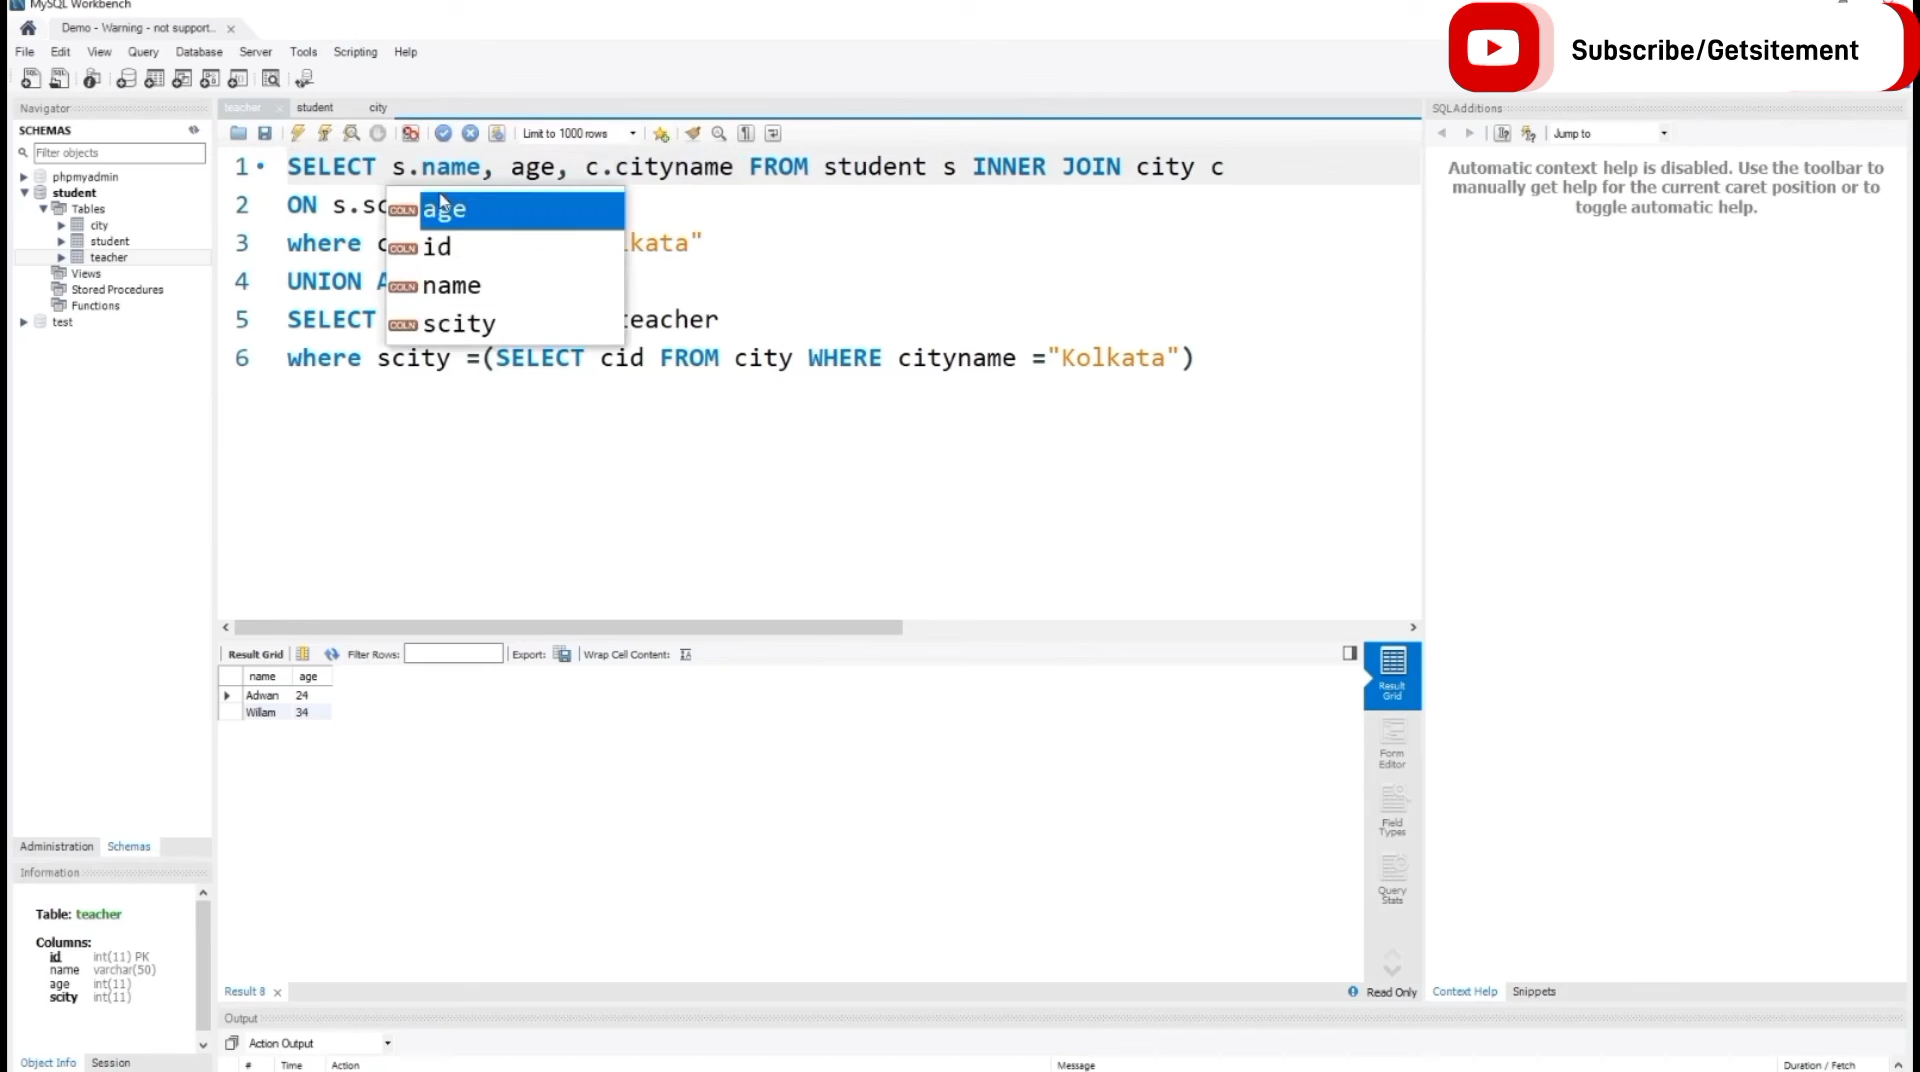 MySQL Workbench
Demo - Warning - not support..
File Edit View Query Database Server Tools Scripting Help
Subscribe/Getsitement
Navigator
SCHEMAS
Filter objects
phpmyadmin
student
Tables
city
student
teacher
Views
Stored Procedures
Functions
test
teacher student city
Limit to 1000 rows
1 SELECT s.name, age, c.cityname FROM student s INNER JOIN city c
2 ON s.sc
3 where c lkata"
4 UNION A
5 SELECT teacher
6 where scity =(SELECT cid FROM city WHERE cityname ="Kolkata")
age
id
name
scity
SQLAdditions
Jump to
Automatic context help is disabled. Use the toolbar to
manually get help for the current caret position or to
toggle automatic help.
Result Grid Filter Rows: Export: Wrap Cell Content:
name age
Adwan 24
Willam 34
Result
Grid
Form
Editor
Field
Types
Query
Stats
Administration Schemas
Information
Table: teacher
Columns:
id int(11) PK
name varchar(50)
age int(11)
scity int(11)
Object Info Session
Result 8
Read Only
Context Help Snippets
Output
Action Output
# Time Action Message Duration / Fetch